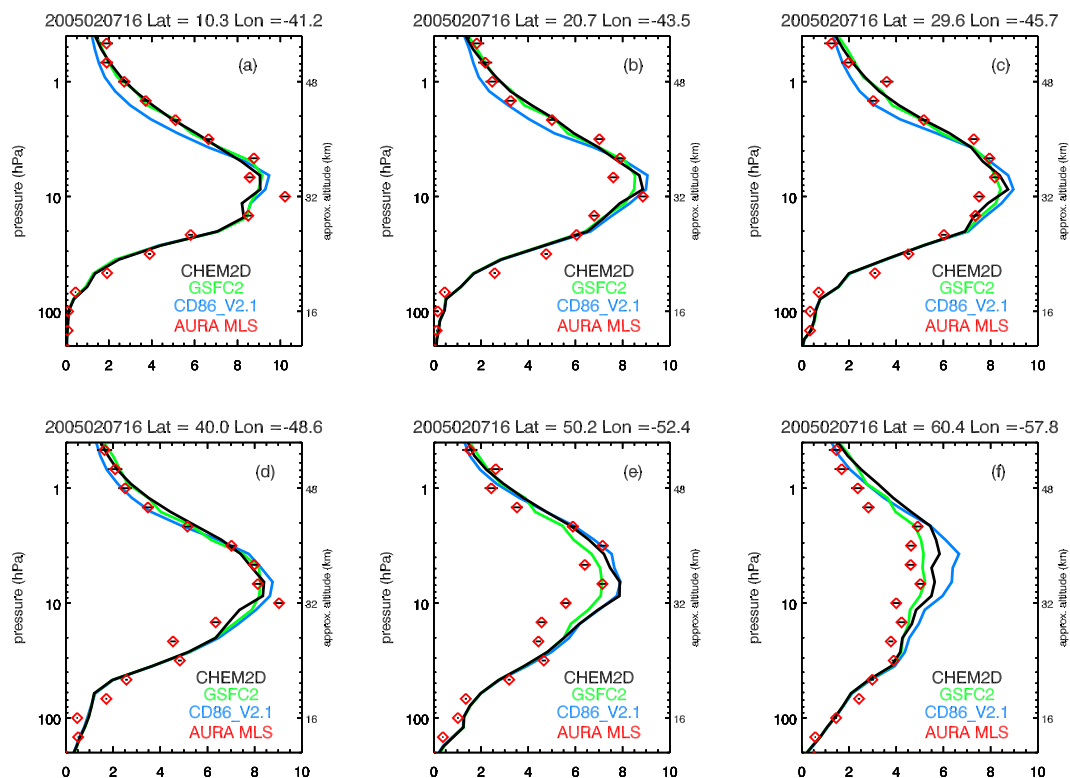 2005020716 Lat = 10.3 Lon =-41.2
2005020716 Lat = 20.7 Lon =-43.5
2005020716 Lat = 29.6 Lon =-45.7
(a)
(b)
(c)
1
10
100
48
32
16
pressure (hPa)
approx. altitude (km)
CHEM2D
GSFC2
CD86_V2.1
AURA MLS
0 2 4 6 8 10
1
10
100
48
32
16
pressure (hPa)
approx. altitude (km)
CHEM2D
GSFC2
CD86_V2.1
AURA MLS
0 2 4 6 8 10
1
10
100
48
32
16
pressure (hPa)
approx. altitude (km)
CHEM2D
GSFC2
CD86_V2.1
AURA MLS
0 2 4 6 8 10
2005020716 Lat = 40.0 Lon =-48.6
2005020716 Lat = 50.2 Lon =-52.4
2005020716 Lat = 60.4 Lon =-57.8
(d)
(e)
(f)
1
10
100
48
32
16
pressure (hPa)
approx. altitude (km)
CHEM2D
GSFC2
CD86_V2.1
AURA MLS
0 2 4 6 8 10
1
10
100
48
32
16
pressure (hPa)
approx. altitude (km)
CHEM2D
GSFC2
CD86_V2.1
AURA MLS
0 2 4 6 8 10
1
10
100
48
32
16
pressure (hPa)
approx. altitude (km)
CHEM2D
GSFC2
CD86_V2.1
AURA MLS
0 2 4 6 8 10